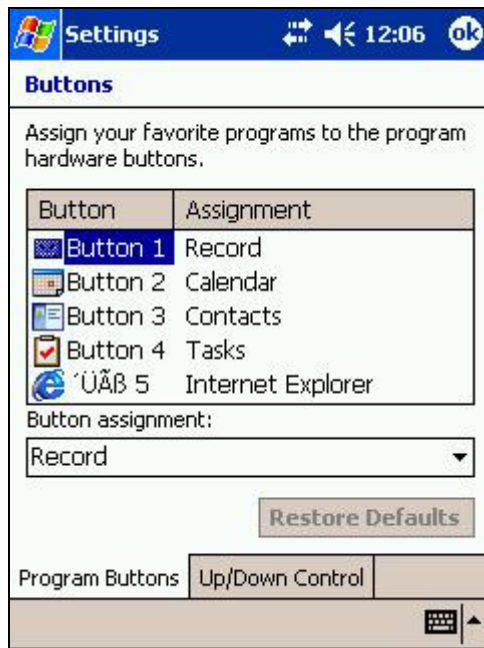 Settings 12:06 ok
Buttons
Assign your favorite programs to the program
hardware buttons.
Button Assignment
Button 1 Record
Button 2 Calendar
Button 3 Contacts
Button 4 Tasks
´ÜÃß 5 Internet Explorer
Button assignment:
Record
Restore Defaults
Program Buttons Up/Down Control